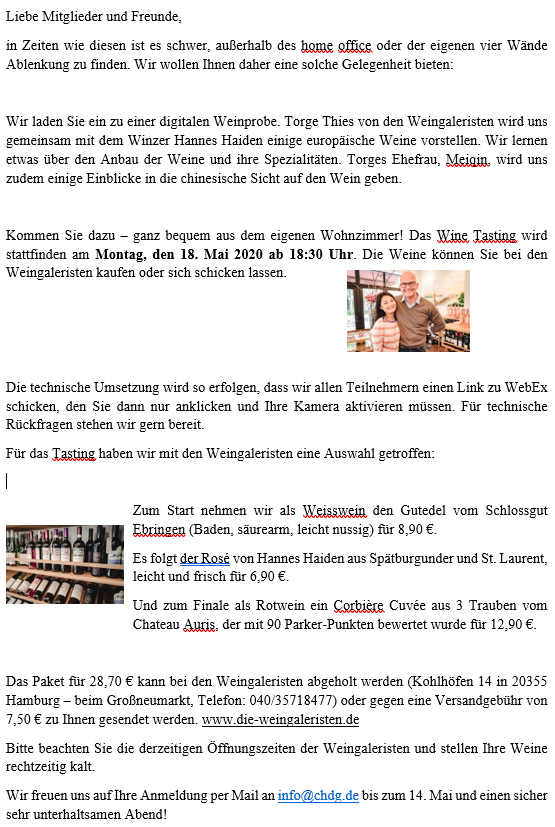 Liebe Mitglieder und Freunde,
in Zeiten wie diesen ist es schwer, außerhalb des home office oder der eigenen vier Wände
Ablenkung zu finden. Wir wollen Ihnen daher eine solche Gelegenheit bieten:
Wir laden Sie ein zu einer digitalen Weinprobe. Torge Thies von den Weingaleristen wird uns
gemeinsam mit dem Winzer Hannes Haiden einige europäische Weine vorstellen. Wir lernen
etwas über den Anbau der Weine und ihre Spezialitäten. Torges Ehefrau, Meiqin, wird uns
zudem einige Einblicke in die chinesische Sicht auf den Wein geben.
Kommen Sie dazu – ganz bequem aus dem eigenen Wohnzimmer! Das Wine Tasting wird
stattfinden am Montag, den 18. Mai 2020 ab 18:30 Uhr. Die Weine können Sie bei den
Weingaleristen kaufen oder sich schicken lassen.
Die technische Umsetzung wird so erfolgen, dass wir allen Teilnehmern einen Link zu WebEx
schicken, den Sie dann nur anklicken und Ihre Kamera aktivieren müssen. Für technische
Rückfragen stehen wir gern bereit.
Für das Tasting haben wir mit den Weingaleristen eine Auswahl getroffen:
Zum Start nehmen wir als Weisswein den Gutedel vom Schlossgut
Ebringen (Baden, säurearm, leicht nussig) für 8,90 €.
Es folgt der Rosé von Hannes Haiden aus Spätburgunder und St. Laurent,
leicht und frisch für 6,90 €.
Und zum Finale als Rotwein ein Corbière Cuvée aus 3 Trauben vom
Chateau Auris, der mit 90 Parker-Punkten bewertet wurde für 12,90 €.
Das Paket für 28,70 € kann bei den Weingaleristen abgeholt werden (Kohlhöfen 14 in 20355
Hamburg – beim Großneumarkt, Telefon: 040/35718477) oder gegen eine Versandgebühr von
7,50 € zu Ihnen gesendet werden. www.die-weingaleristen.de
Bitte beachten Sie die derzeitigen Öffnungszeiten der Weingaleristen und stellen Ihre Weine
rechtzeitig kalt.
Wir freuen uns auf Ihre Anmeldung per Mail an info@chdg.de bis zum 14. Mai und einen sicher
sehr unterhaltsamen Abend!